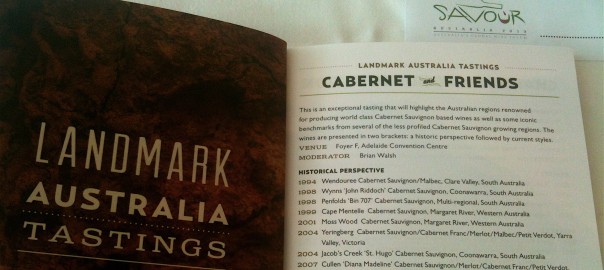 LANDMARK
AUSTRALIA
TASTINGS
SAVOUR
AUSTRALIA 2013
LANDMARK AUSTRALIA TASTINGS
CABERNET and FRIENDS
This is an exceptional tasting that will highlight the Australian regions renowned
for producing world class Cabernet Sauvignon based wines as well as some iconic
benchmarks from several of the less profiled Cabernet Sauvignon growing regions. The
wines are presented in two brackets: a historic perspective followed by current styles.
VENUE Foyer F, Adelaide Convention Centre
MODERATOR Brian Walsh
HISTORICAL PERSPECTIVE
1994 Wendouree Cabernet Sauvignon/Malbec, Clare Valley, South Australia
1998 Wynns 'John Riddoch' Cabernet Sauvignon, Coonawarra, South Australia
1998 Penfolds 'Bin 707' Cabernet Sauvignon, Multi-regional, South Australia
1999 Cape Mentelle Cabernet Sauvignon, Margaret River, Western Australia
2001 Moss Wood Cabernet Sauvignon, Margaret River, Western Australia
2004 Yeringberg Cabernet Sauvignon/Cabernet Franc/Merlot/Malbec/Petit Verdot, Yarra
Valley, Victoria
2004 Jacob's Creek 'St. Hugo' Cabernet Sauvignon, Coonawarra, South Australia
2007 Cullen 'Diana Madeline' Cabernet Sauvignon/Merlot/Cabernet Franc/Petit Verdot,